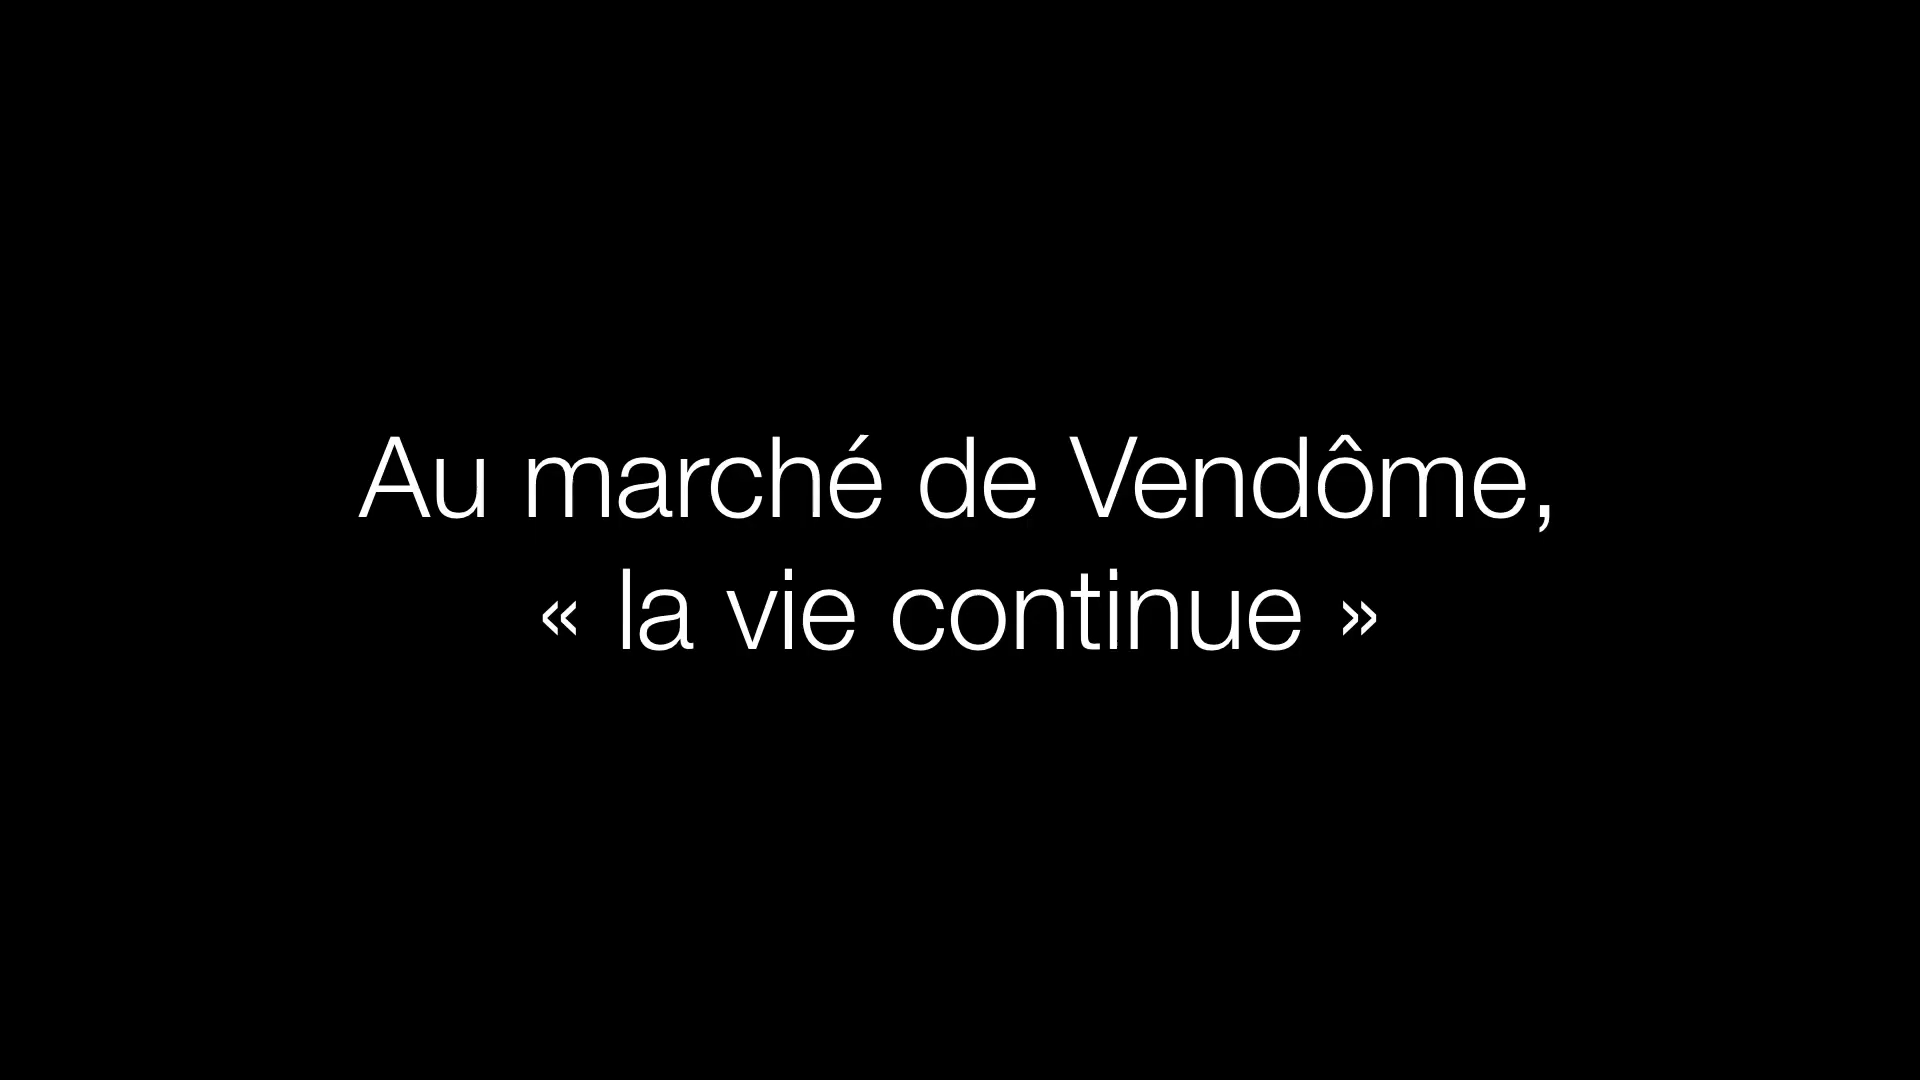 Au marché de Vendôme,
« la vie continue »